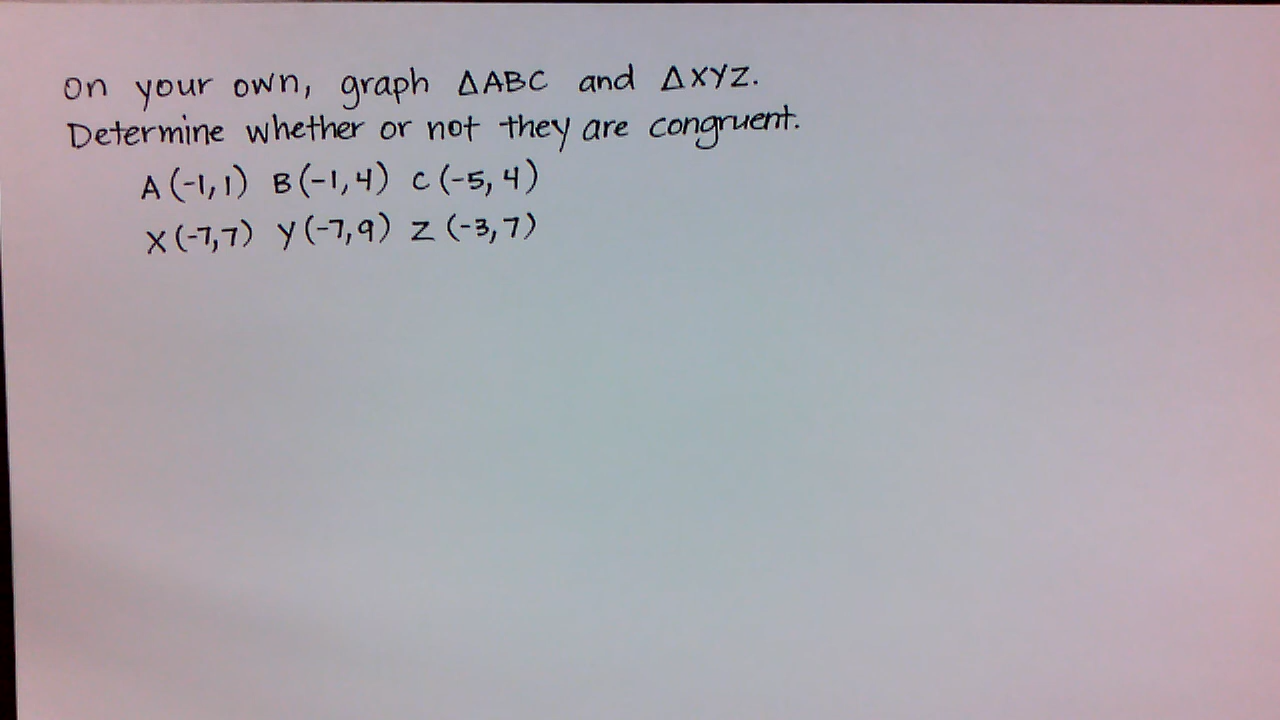 On your own, graph ΔABC and ΔXYZ.
Determine whether or not they are congruent.
A (-1, 1) B (-1, 4) C (-5, 4)
X (-7, 7) Y (-7, 9) Z (-3, 7)